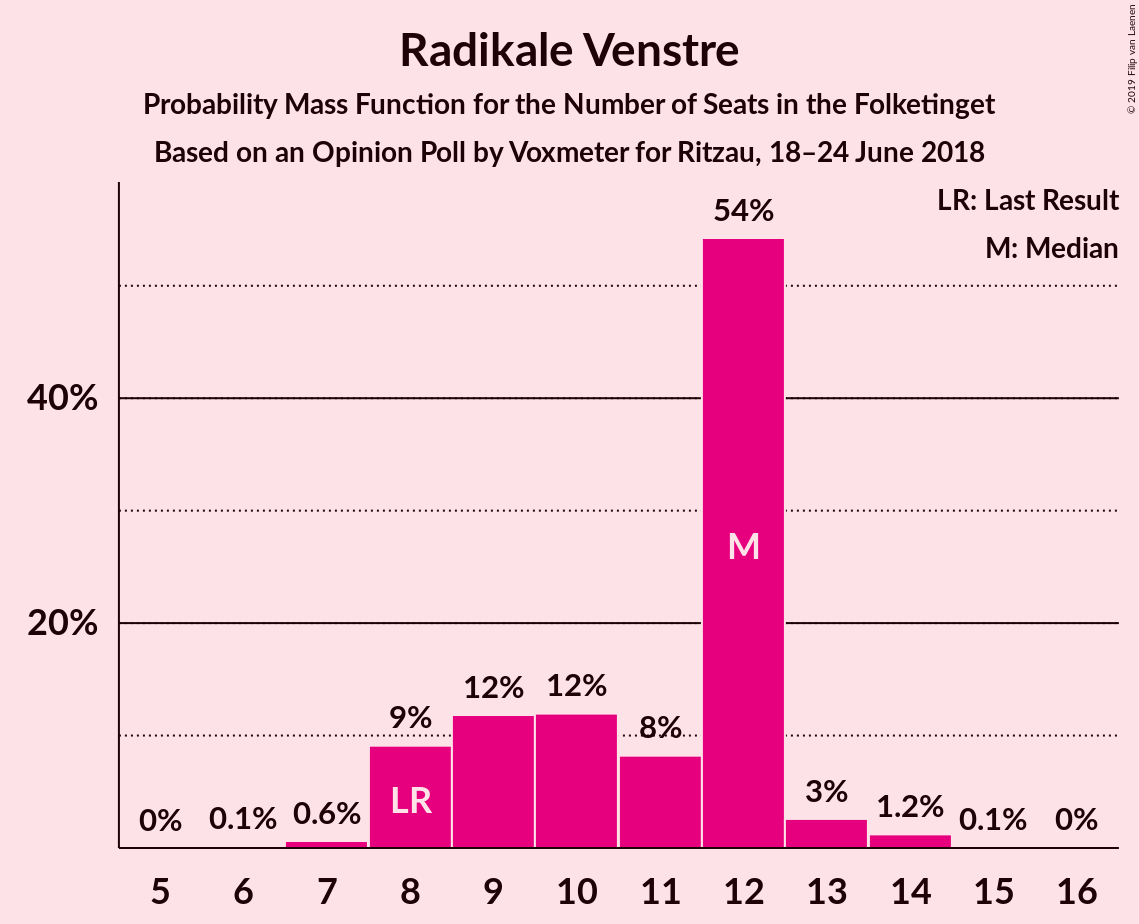 Radikale Venstre
Probability Mass Function for the Number of Seats in the Folketinget
Based on an Opinion Poll by Voxmeter for Ritzau, 18–24 June 2018
© 2019 Filip van Laenen
LR: Last Result
M: Median
54%
40%
20%
M
9%
12%
12%
8%
LR
0%
0.1%
0.6%
3%
1.2%
0.1%
0%
5 6 7 8 9 10 11 12 13 14 15 16